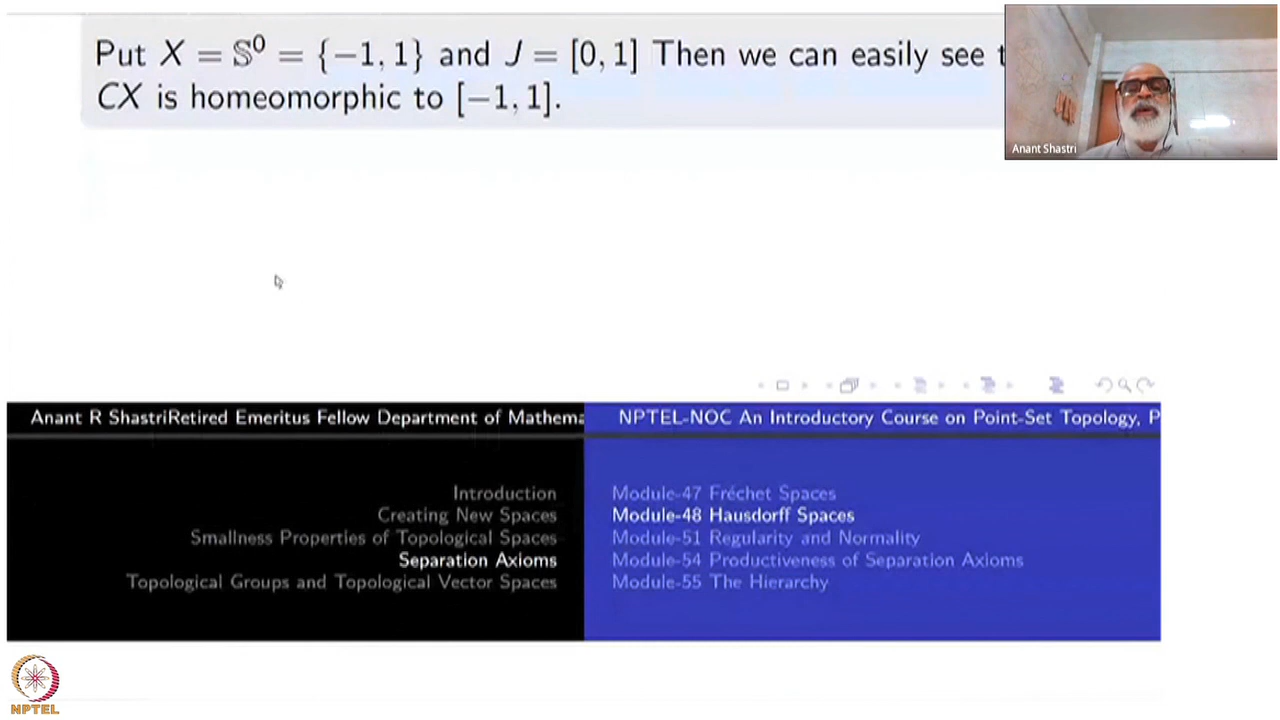 Put X = 𝕊⁰ = {−1, 1} and J = [0, 1] Then we can easily see t
CX is homeomorphic to [−1, 1].
Anant Shastri
Anant R ShastriRetired Emeritus Fellow Department of Mathema
NPTEL-NOC An Introductory Course on Point-Set Topology, P
Introduction
Creating New Spaces
Smallness Properties of Topological Spaces
Separation Axioms
Topological Groups and Topological Vector Spaces
Module-47 Fréchet Spaces
Module-48 Hausdorff Spaces
Module-51 Regularity and Normality
Module-54 Productiveness of Separation Axioms
Module-55 The Hierarchy
NPTEL